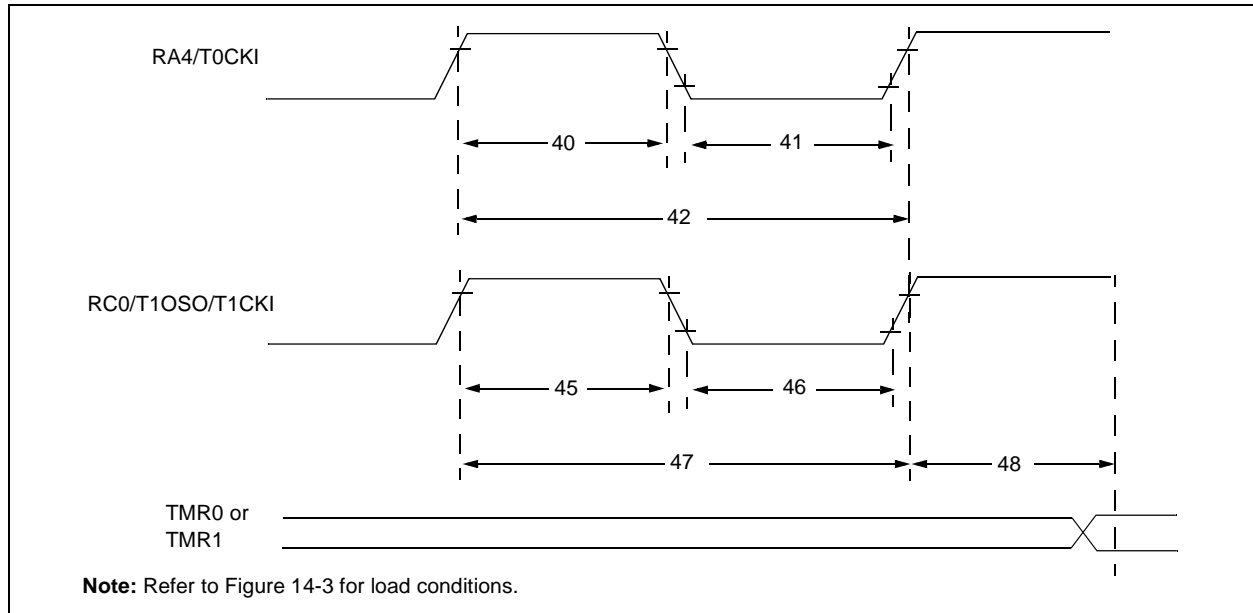 RA4/T0CKI
40
41
42
RC0/T1OSO/T1CKI
45
46
47
48
TMR0 or
TMR1
Note: Refer to Figure 14-3 for load conditions.